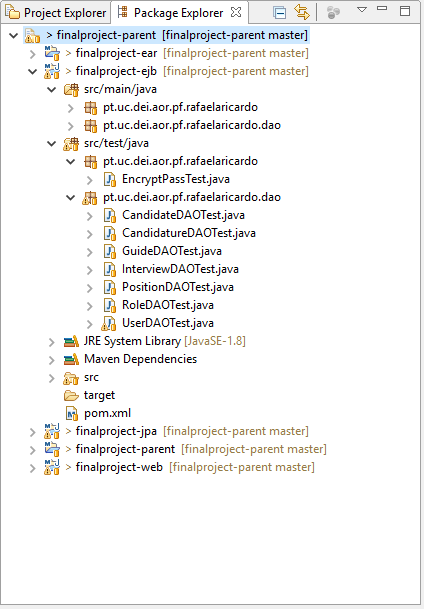 Project Explorer Package Explorer
> finalproject-parent [finalproject-parent master]
> finalproject-ear [finalproject-parent master]
> finalproject-ejb [finalproject-parent master]
src/main/java
pt.uc.dei.aor.pf.rafaelaricardo
pt.uc.dei.aor.pf.rafaelaricardo.dao
src/test/java
pt.uc.dei.aor.pf.rafaelaricardo
EncryptPassTest.java
pt.uc.dei.aor.pf.rafaelaricardo.dao
CandidateDAOTest.java
CandidatureDAOTest.java
GuideDAOTest.java
InterviewDAOTest.java
PositionDAOTest.java
RoleDAOTest.java
UserDAOTest.java
JRE System Library [JavaSE-1.8]
Maven Dependencies
src
target
pom.xml
> finalproject-jpa [finalproject-parent master]
> finalproject-parent [finalproject-parent master]
> finalproject-web [finalproject-parent master]